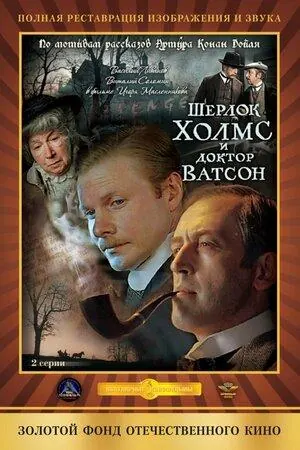 ПОЛНАЯ РЕСТАВРАЦИЯ ИЗОБРАЖЕНИЯ И ЗВУКА
По мотивам рассказов Артура Конан Дойля
Василий Ливанов
Виталий Соломин
в фильме Игоря Масленникова
ШЕРЛОК
ХОЛМС
И
ДОКТОР
ВАТСОН
2 серии
ЗОЛОТОЙ ФОНД ОТЕЧЕСТВЕННОГО КИНО